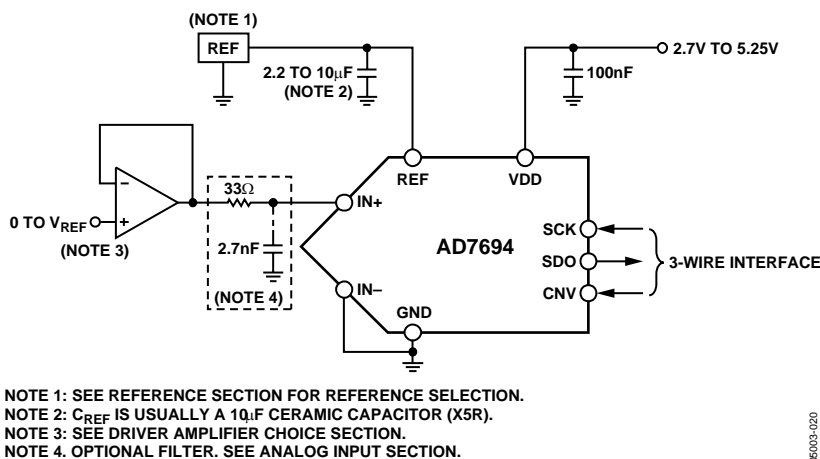 (NOTE 1)
REF
2.2 TO 10μF
(NOTE 2)
100nF
2.7V TO 5.25V
REF
VDD
33Ω
IN+
–
+
0 TO VREF
(NOTE 3)
2.7nF
(NOTE 4)
AD7694
SCK
SDO
CNV
3-WIRE INTERFACE
IN–
GND
NOTE 1: SEE REFERENCE SECTION FOR REFERENCE SELECTION.
NOTE 2: CREF IS USUALLY A 10μF CERAMIC CAPACITOR (X5R).
NOTE 3: SEE DRIVER AMPLIFIER CHOICE SECTION.
NOTE 4. OPTIONAL FILTER. SEE ANALOG INPUT SECTION.